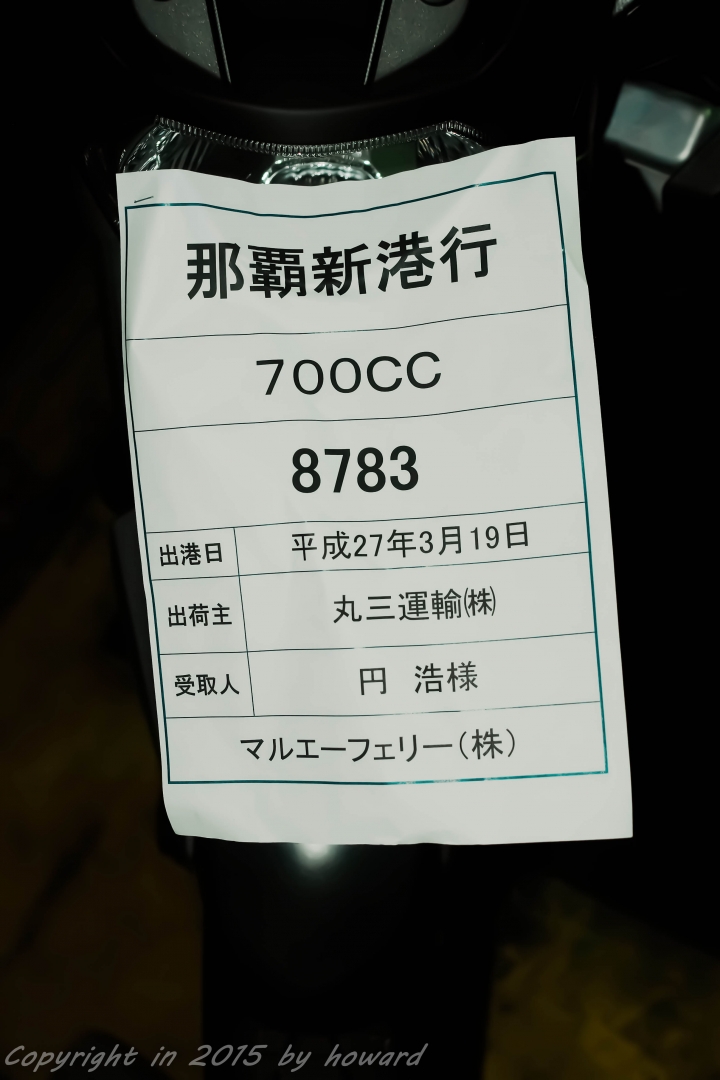 那覇新港行
700CC
8783
出港日 平成27年3月19日
出荷主 丸三運輸㈱
受取人 円 浩様
マルエーフェリー(株)
Copyright in 2015 by howard